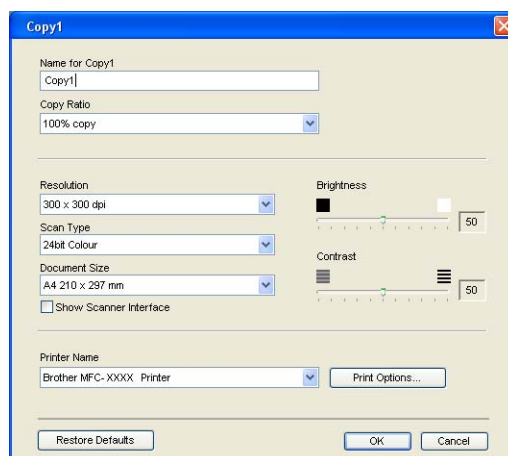 Copy1
Name for Copy1
Copy1
Copy Ratio
100% copy
Resolution
300 x 300 dpi
Scan Type
24bit Colour
Document Size
A4 210 x 297 mm
Show Scanner Interface
Brightness
50
Contrast
50
Printer Name
Brother MFC- XXXX Printer
Print Options...
Restore Defaults
OK
Cancel